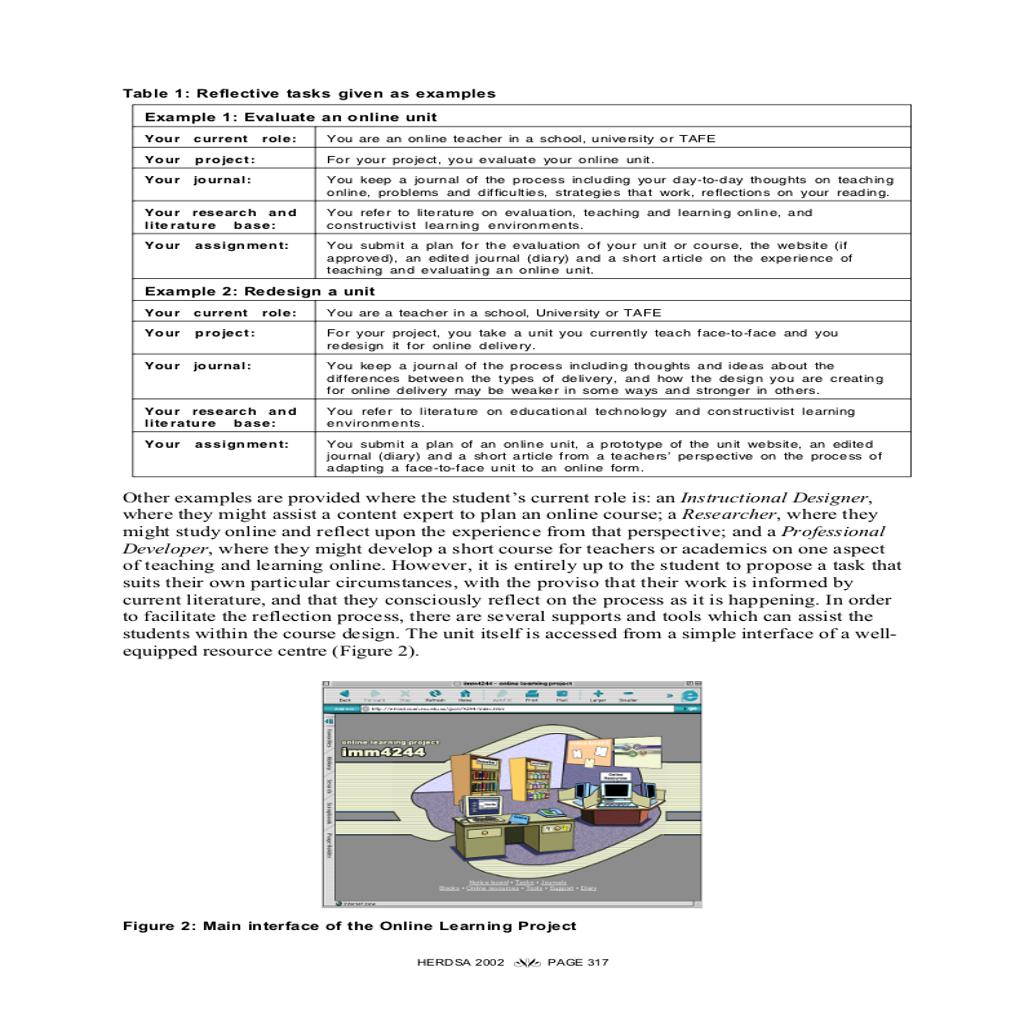 Table 1: Reflective tasks given as examples
Example 1: Evaluate an online unit
Your current role: You are an online teacher in a school, university or TAFE
Your project: For your project, you evaluate your online unit.
Your journal: You keep a journal of the process including your day-to-day thoughts on teaching
online, problems and difficulties, strategies that work, reflections on your reading.
Your research and You refer to literature on evaluation, teaching and learning online, and
literature base: constructivist learning environments.
Your assignment: You submit a plan for the evaluation of your unit or course, the website (if
approved), an edited journal (diary) and a short article on the experience of
teaching and evaluating an online unit.
Example 2: Redesign a unit
Your current role: You are a teacher in a school, University or TAFE
Your project: For your project, you take a unit you currently teach face-to-face and you
redesign it for online delivery.
Your journal: You keep a journal of the process including thoughts and ideas about the
differences between the types of delivery, and how the design you are creating
for online delivery may be weaker in some ways and stronger in others.
Your research and You refer to literature on educational technology and constructivist learning
literature base: environments.
Your assignment: You submit a plan of an online unit, a prototype of the unit website, an edited
journal (diary) and a short article from a teachers' perspective on the process of
adapting a face-to-face unit to an online form.
Other examples are provided where the student's current role is: an Instructional Designer,
where they might assist a content expert to plan an online course; a Researcher, where they
might study online and reflect upon the experience from that perspective; and a Professional
Developer, where they might develop a short course for teachers or academics on one aspect
of teaching and learning online. However, it is entirely up to the student to propose a task that
suits their own particular circumstances, with the proviso that their work is informed by
current literature, and that they consciously reflect on the process as it is happening. In order
to facilitate the reflection process, there are several supports and tools which can assist the
students within the course design. The unit itself is accessed from a simple interface of a well-
equipped resource centre (Figure 2).
imm4244 - online learning project
Back Forward Stop Refresh Home Print Mail Larger Smaller
Favorites
History
Search
Scrapbook
Page Holder
online learning project
imm4244
Online
Resources
Notice board • Tasks • Journals
Books • Online resources • Tools • Support • Diary
Internet zone
Figure 2: Main interface of the Online Learning Project
HERDSA 2002 PAGE 317